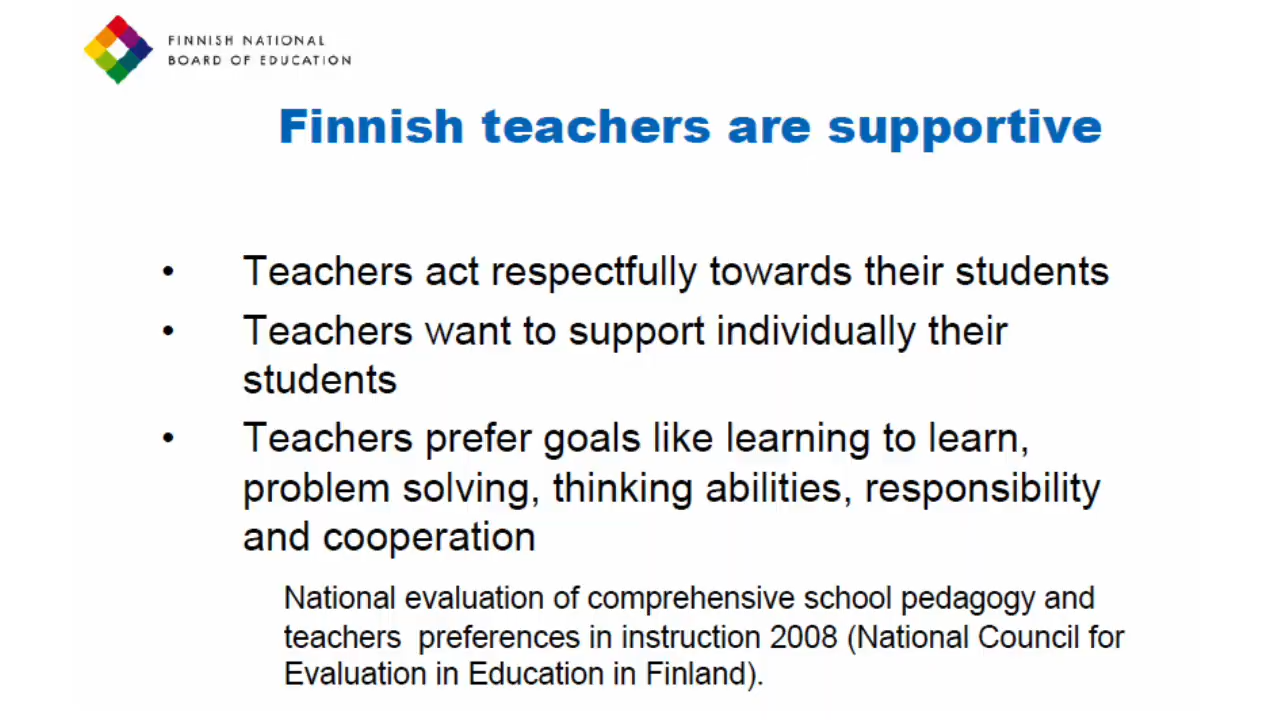 FINNISH NATIONAL
BOARD OF EDUCATION
Finnish teachers are supportive
• Teachers act respectfully towards their students
• Teachers want to support individually their
students
• Teachers prefer goals like learning to learn,
problem solving, thinking abilities, responsibility
and cooperation
National evaluation of comprehensive school pedagogy and
teachers preferences in instruction 2008 (National Council for
Evaluation in Education in Finland).